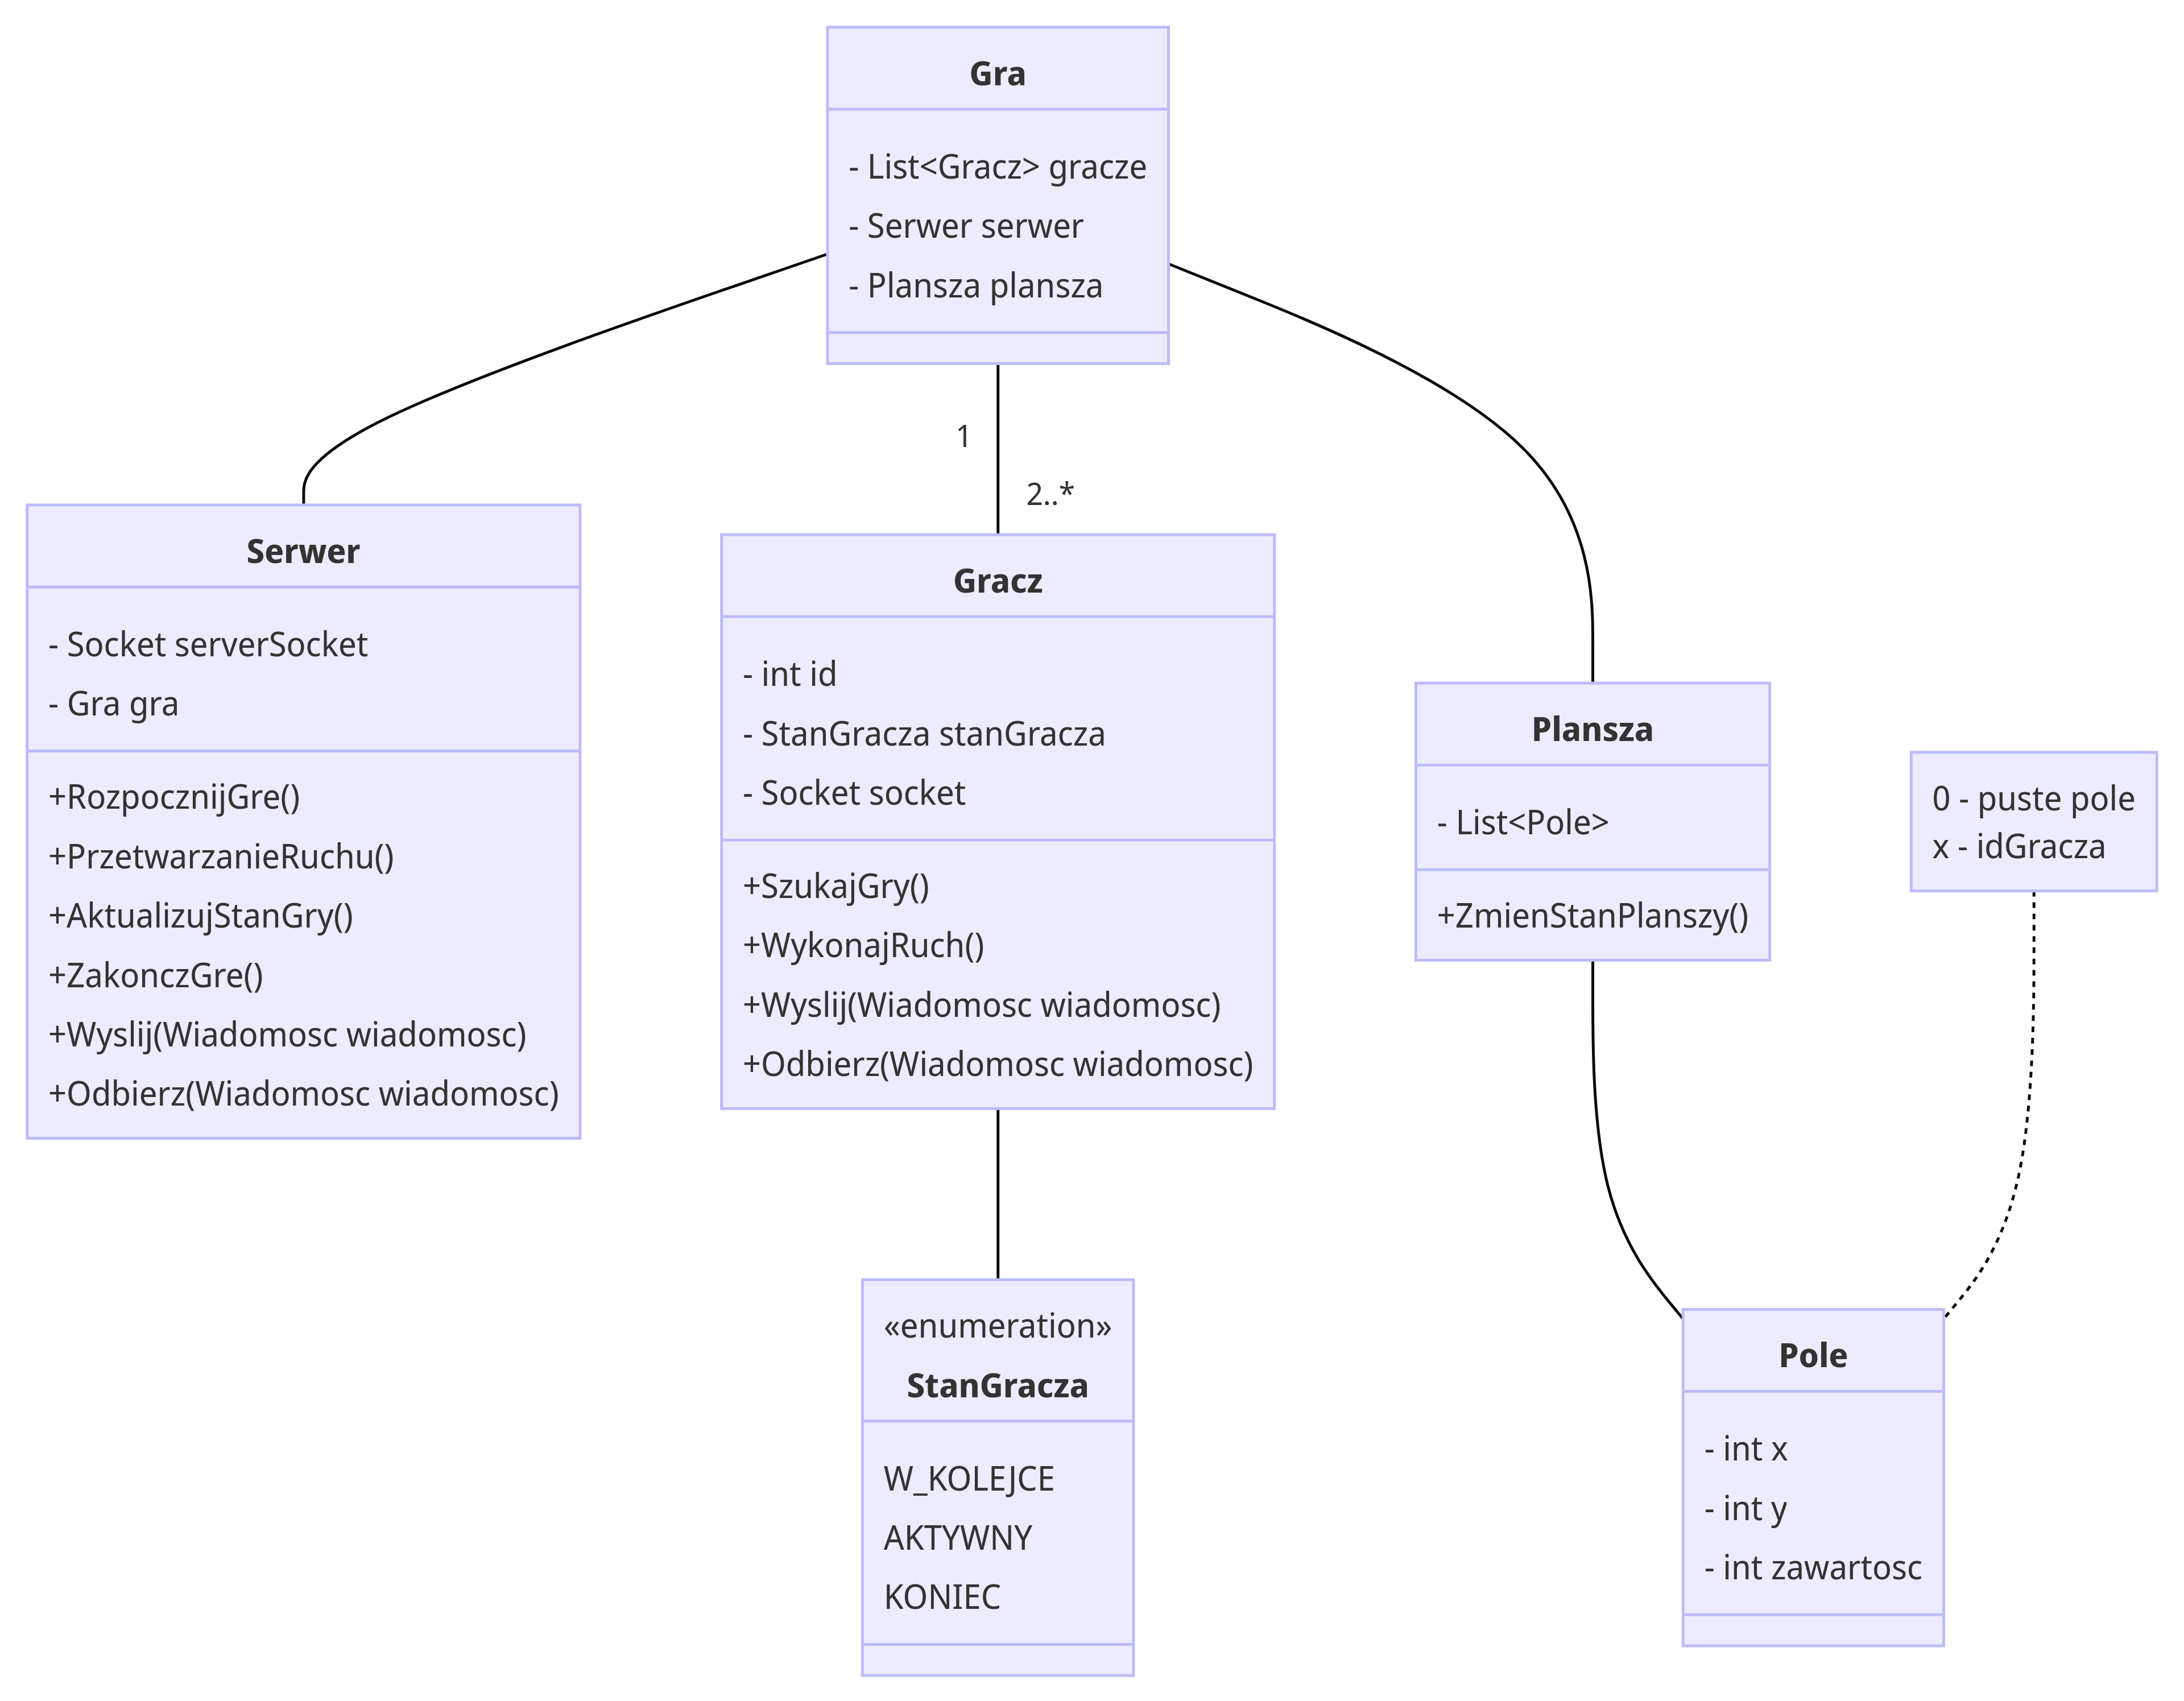 Gra
- List<Gracz> gracze
- Serwer serwer
- Plansza plansza
1
2..*
Serwer
- Socket serverSocket
- Gra gra
+RozpocznijGre()
+PrzetwarzanieRuchu()
+AktualizujStanGry()
+ZakonczGre()
+Wyslij(Wiadomosc wiadomosc)
+Odbierz(Wiadomosc wiadomosc)
Gracz
- int id
- StanGracza stanGracza
- Socket socket
+SzukajGry()
+WykonajRuch()
+Wyslij(Wiadomosc wiadomosc)
+Odbierz(Wiadomosc wiadomosc)
Plansza
- List<Pole>
+ZmienStanPlanszy()
0 - puste pole
x - idGracza
«enumeration»
StanGracza
W_KOLEJCE
AKTYWNY
KONIEC
Pole
- int x
- int y
- int zawartosc